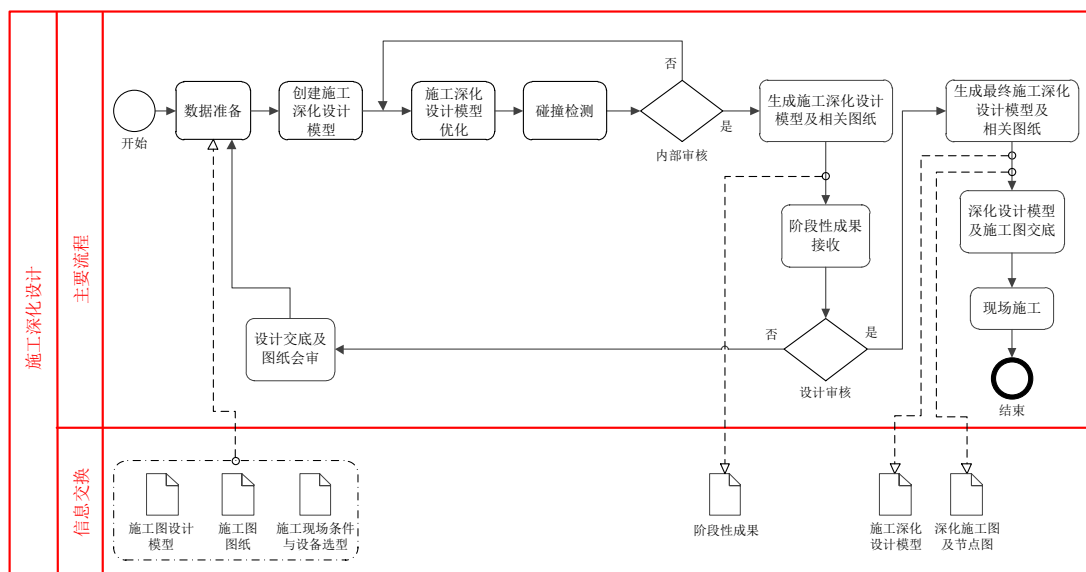 施工深化设计
主要流程
开始
数据准备
创建施工
深化设计
模型
施工深化
设计模型
优化
碰撞检测
否
是
内部审核
生成施工深化设计
模型及相关图纸
生成最终施工深化
设计模型及
相关图纸
阶段性成果
接收
深化设计模型
及施工图交底
现场施工
结束
否
是
设计审核
设计交底及
图纸会审
信息交换
施工图设计
模型
施工图
图纸
施工现场条件
与设备选型
阶段性成果
施工深化
设计模型
深化施工图
及节点图